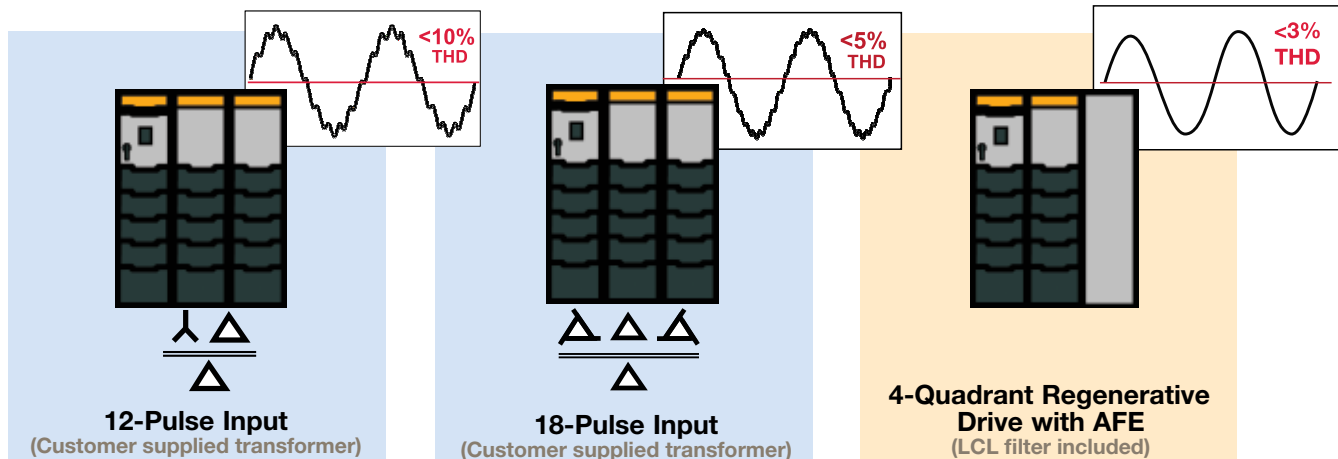 <10%
THD
<5%
THD
<3%
THD
12-Pulse Input
(Customer supplied transformer)
18-Pulse Input
(Customer supplied transformer)
4-Quadrant Regenerative
Drive with AFE
(LCL filter included)